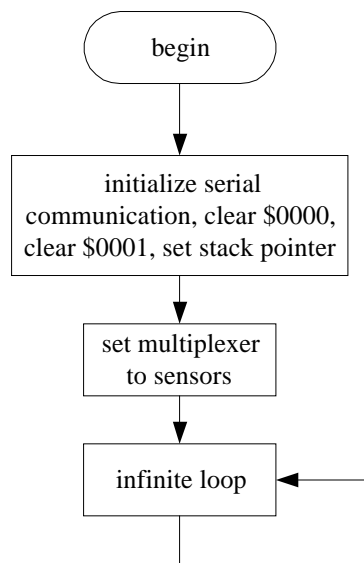 begin
initialize serial
communication, clear $0000,
clear $0001, set stack pointer
set multiplexer
to sensors
infinite loop